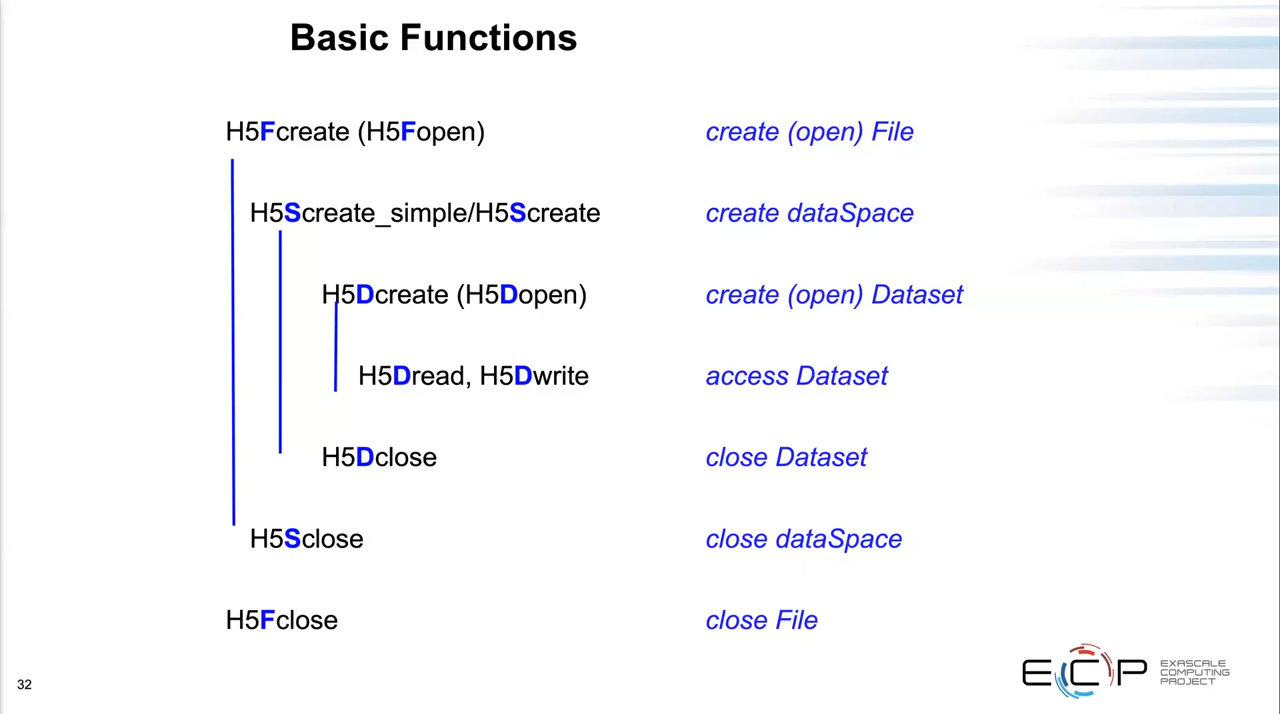 Basic Functions
H5Fcreate (H5Fopen) create (open) File
H5Screate_simple/H5Screate create dataSpace
H5Dcreate (H5Dopen) create (open) Dataset
H5Dread, H5Dwrite access Dataset
H5Dclose close Dataset
H5Sclose close dataSpace
H5Fclose close File
32
ECP
EXASCALE
COMPUTING
PROJECT